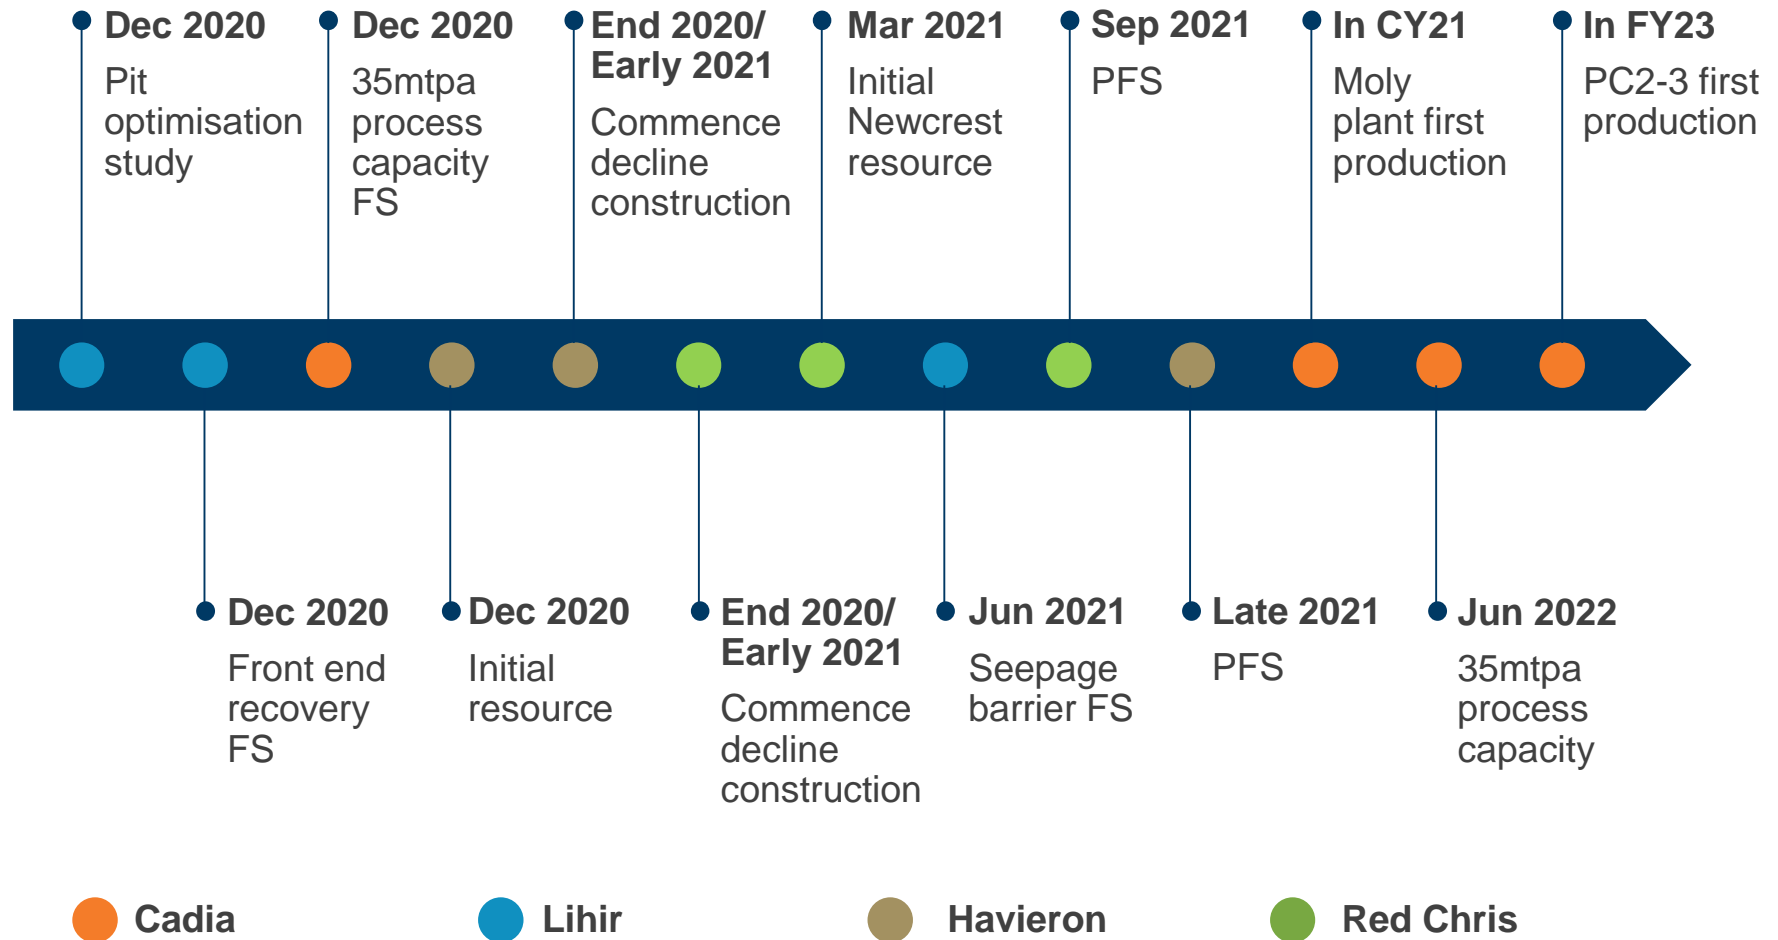 Dec 2020
Pit
optimisation
study
Dec 2020
35mtpa
process
capacity
FS
End 2020/
Early 2021
Commence
decline
construction
Mar 2021
Initial
Newcrest
resource
Sep 2021
PFS
In CY21
Moly
plant first
production
In FY23
PC2-3 first
production
Dec 2020
Front end
recovery
FS
Dec 2020
Initial
resource
End 2020/
Early 2021
Commence
decline
construction
Jun 2021
Seepage
barrier FS
Late 2021
PFS
Jun 2022
35mtpa
process
capacity
Cadia
Lihir
Havieron
Red Chris